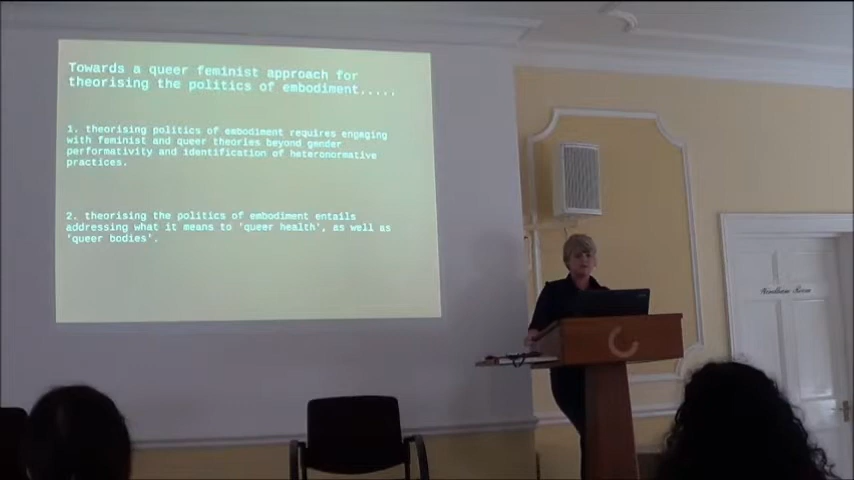 Towards a queer feminist approach for
theorising the politics of embodiment.....
1. theorising politics of embodiment requires engaging
with feminist and queer theories beyond gender
performativity and identification of heteronormative
practices.
2. theorising the politics of embodiment entails
addressing what it means to 'queer health', as well as
'queer bodies'.